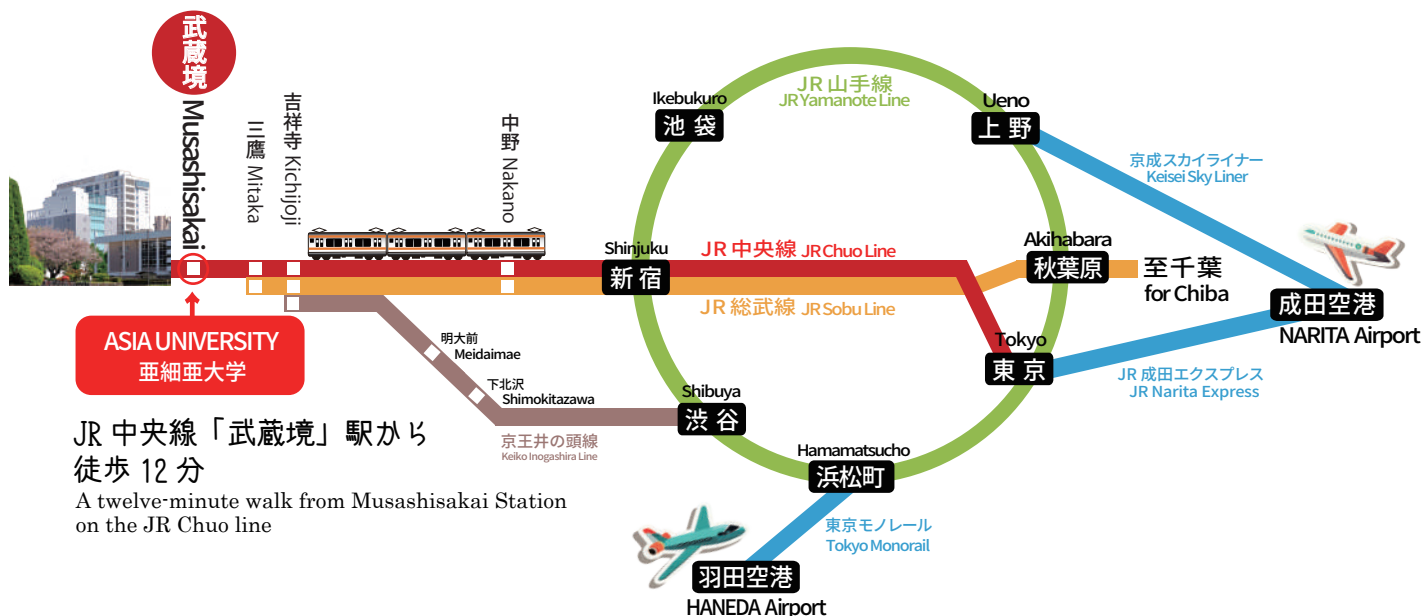 武蔵境
Musashisakai
三鷹 Mitaka
吉祥寺 Kichijoji
中野 Nakano
Ikebukuro
池袋
JR 山手線
JR Yamanote Line
Ueno
上野
京成スカイライナー
Keisei Sky Liner
Shinjuku
新宿
JR 中央線 JR Chuo Line
JR 総武線 JR Sobu Line
Akihabara
秋葉原
至千葉
for Chiba
成田空港
NARITA Airport
ASIA UNIVERSITY
亜細亜大学
明大前
Meidaimae
下北沢
Shimokitazawa
Tokyo
東京
JR 成田エクスプレス
JR Narita Express
Shibuya
渋谷
京王井の頭線
Keiko Inogashira Line
JR 中央線「武蔵境」駅から
徒歩 12 分
A twelve-minute walk from Musashisakai Station
on the JR Chuo line
Hamamatsucho
浜松町
東京モノレール
Tokyo Monorail
羽田空港
HANEDA Airport